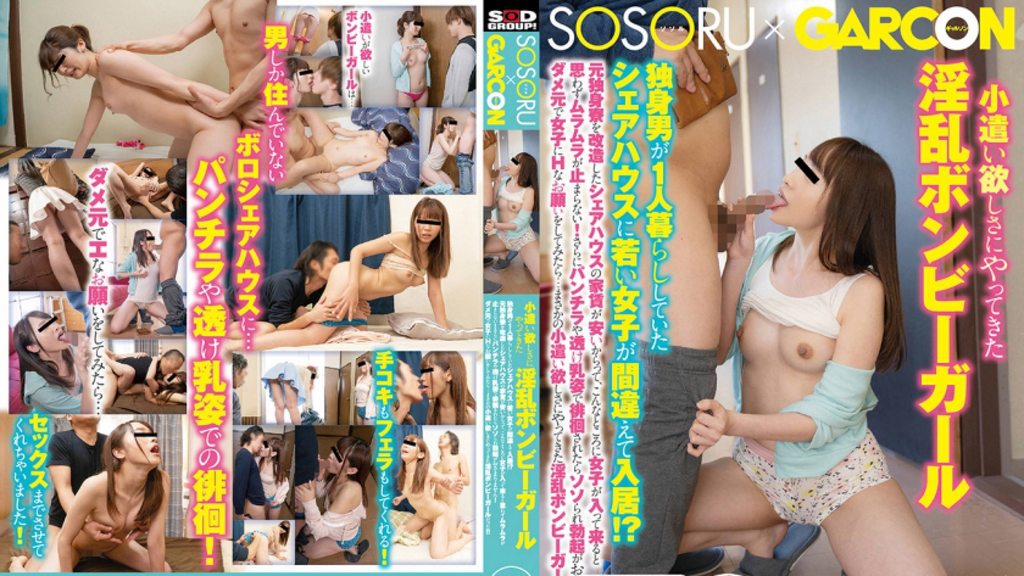 SOSORU×GARCON
ギャルソン
小遣い欲しさにやってきた
淫乱ボンビーガール
独身男が1人暮らししていた
シェアハウスに若い女子が間違えて入居!?
元独身寮を改造したシェアハウスの家賃が安いからってこんなところに女子が入って来ると
思わずムラムラが止まらない!さらにパンチラや透け乳姿で徘徊されたらソソられ勃起がお
ダメ元で女子にHなお願いをしてみたら…まさかの小遣い欲しさにやってきた淫乱ボンビーガー
SOD
GROUP!
SOSORU
×
GARCON
小遣い欲しさに
やってきた
淫乱ボンビーガール
小遣いが欲しい
ボンビーガールは…
男しか住んでいない
ボロシェアハウスに…
パンチラや透け乳姿での徘徊!
ダメ元でエッチなお願いをしてみたら…
手コキもフェラもしてくれる!
セックスまでさせて
くれちゃいました!